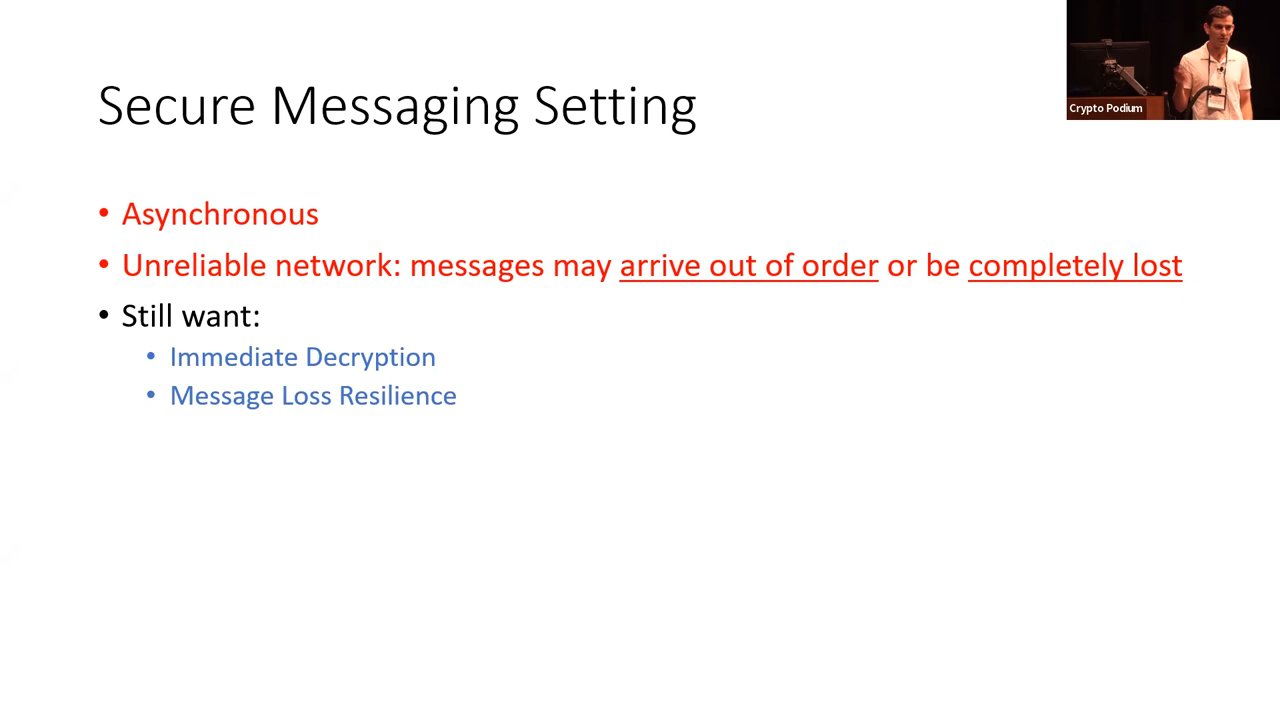 Secure Messaging Setting
Crypto Podium
• Asynchronous
• Unreliable network: messages may arrive out of order or be completely lost
• Still want:
• Immediate Decryption
• Message Loss Resilience